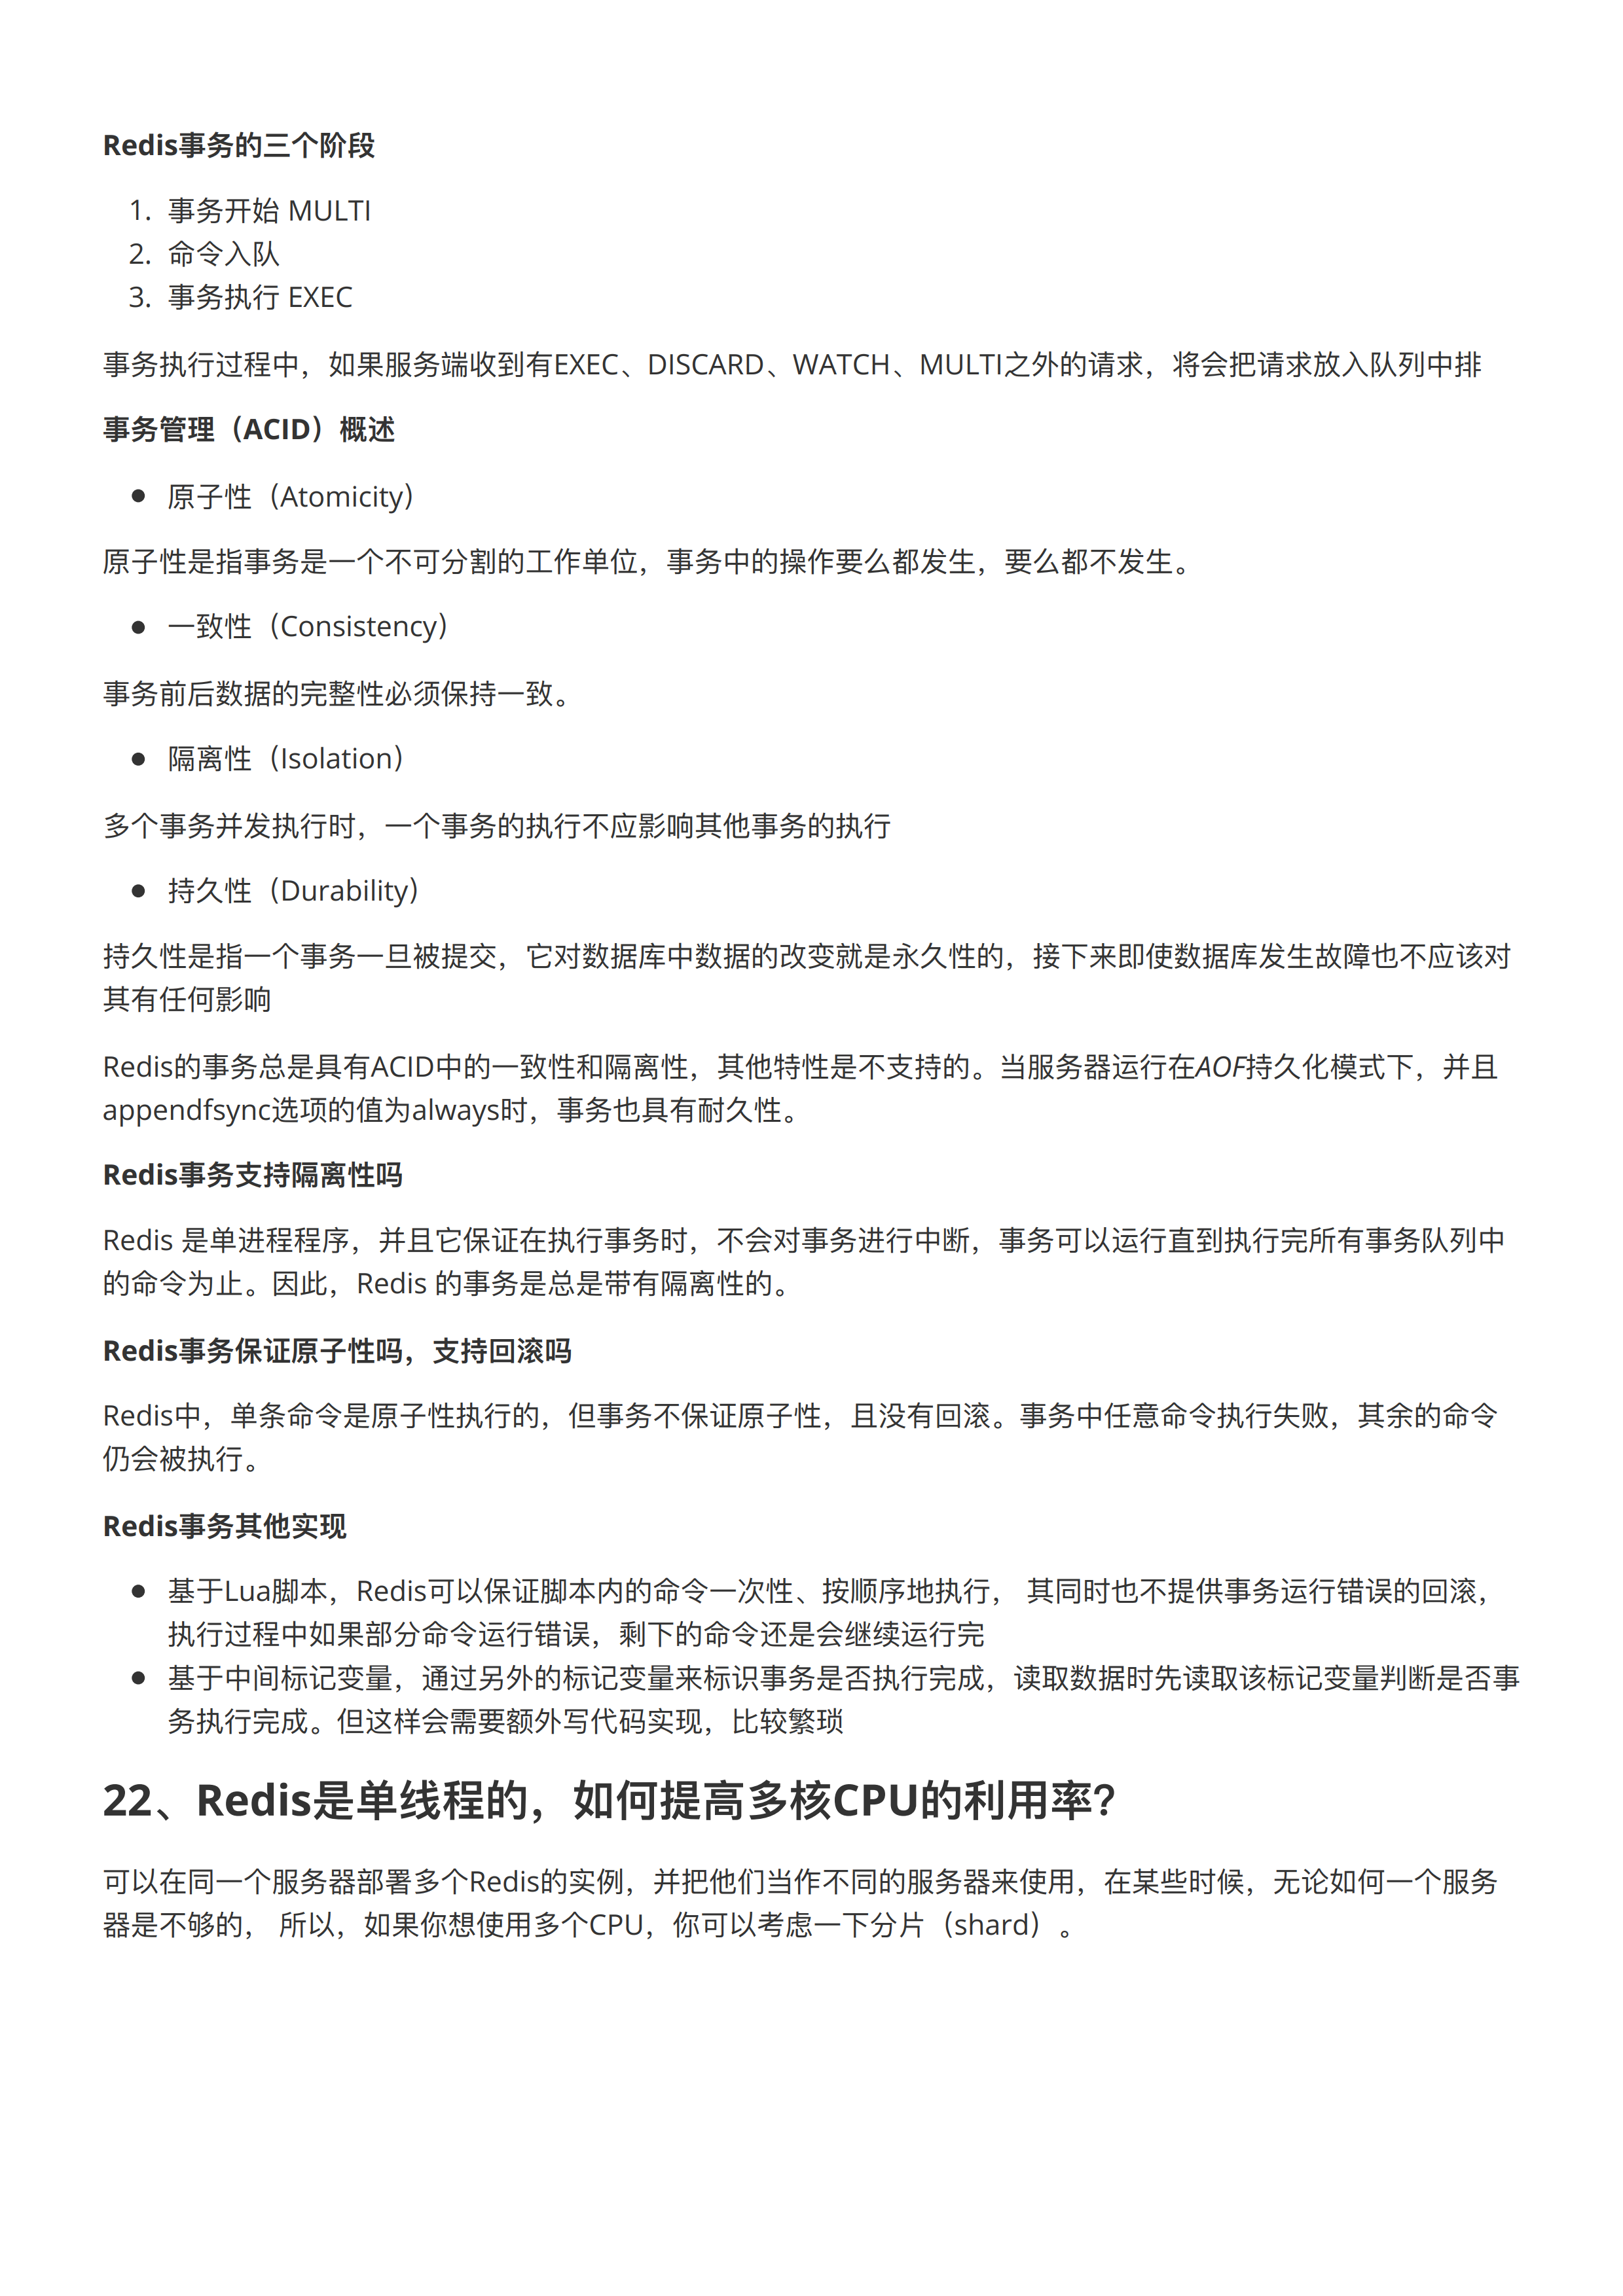 Redis事务的三个阶段
1. 事务开始 MULTI
2. 命令入队
3. 事务执行 EXEC
事务执行过程中，如果服务端收到有EXEC、DISCARD、WATCH、MULTI之外的请求，将会把请求放入队列中排
事务管理（ACID）概述
● 原子性（Atomicity）
原子性是指事务是一个不可分割的工作单位，事务中的操作要么都发生，要么都不发生。
● 一致性（Consistency）
事务前后数据的完整性必须保持一致。
● 隔离性（Isolation）
多个事务并发执行时，一个事务的执行不应影响其他事务的执行
● 持久性（Durability）
持久性是指一个事务一旦被提交，它对数据库中数据的改变就是永久性的，接下来即使数据库发生故障也不应该对
其有任何影响
Redis的事务总是具有ACID中的一致性和隔离性，其他特性是不支持的。当服务器运行在AOF持久化模式下，并且
appendfsync选项的值为always时，事务也具有耐久性。
Redis事务支持隔离性吗
Redis 是单进程程序，并且它保证在执行事务时，不会对事务进行中断，事务可以运行直到执行完所有事务队列中
的命令为止。因此，Redis 的事务是总是带有隔离性的。
Redis事务保证原子性吗，支持回滚吗
Redis中，单条命令是原子性执行的，但事务不保证原子性，且没有回滚。事务中任意命令执行失败，其余的命令
仍会被执行。
Redis事务其他实现
● 基于Lua脚本，Redis可以保证脚本内的命令一次性、按顺序地执行， 其同时也不提供事务运行错误的回滚，
执行过程中如果部分命令运行错误，剩下的命令还是会继续运行完
● 基于中间标记变量，通过另外的标记变量来标识事务是否执行完成，读取数据时先读取该标记变量判断是否事
务执行完成。但这样会需要额外写代码实现，比较繁琐
22、Redis是单线程的，如何提高多核CPU的利用率？
可以在同一个服务器部署多个Redis的实例，并把他们当作不同的服务器来使用，在某些时候，无论如何一个服务
器是不够的， 所以，如果你想使用多个CPU，你可以考虑一下分片（shard）。